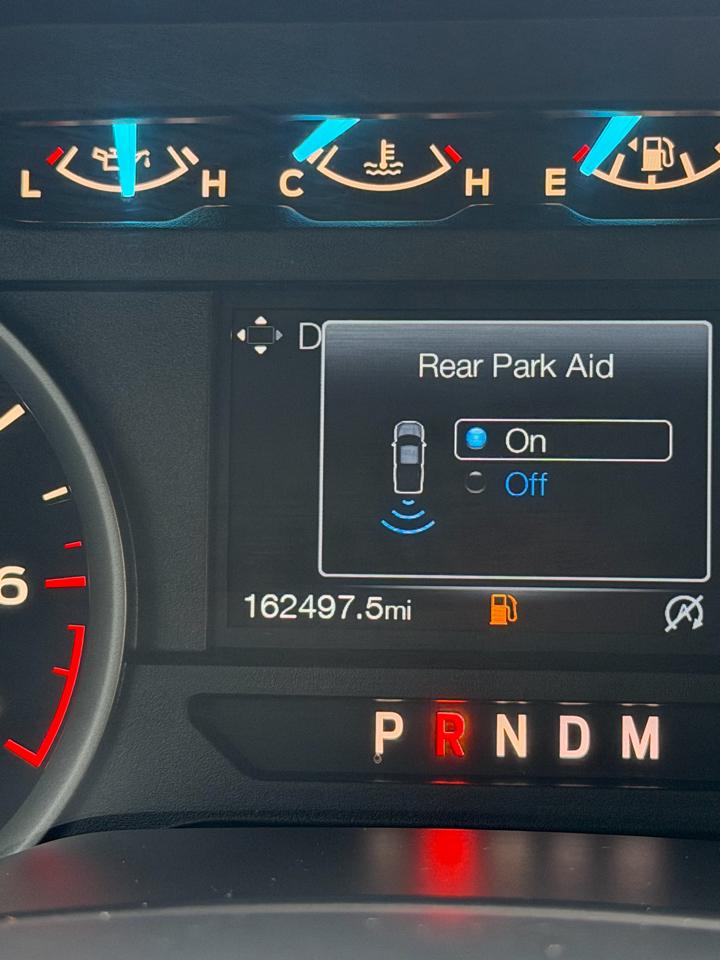 L H C H E
D
Rear Park Aid
On
Off
6
162497.5mi
A
P R N D M